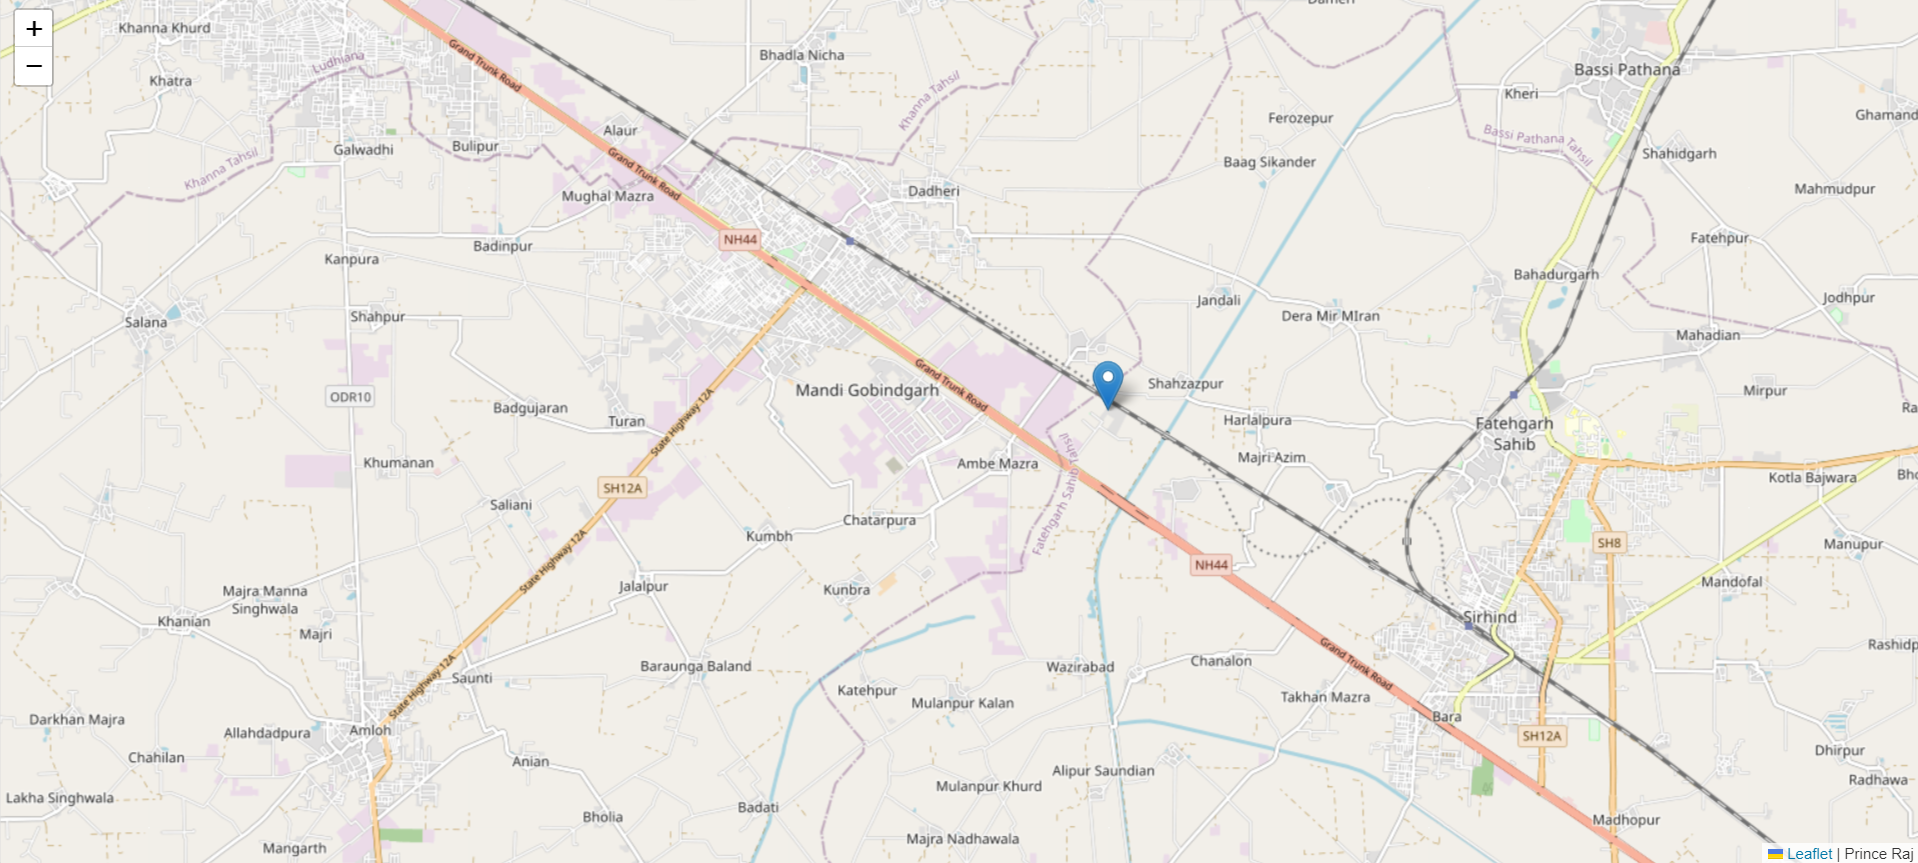 +
−
Khanna Khurd
Khatra
Ludhiana
Khanna Tahsil
Galwadhi
Bulipur
Grand Trunk Road
Alaur
Grand Trunk Road
Mughal Mazra
Bhadla Nicha
Khanna Tahsil
Dadheri
NH44
Badinpur
Kanpura
Salana
Shahpur
ODR10
Badgujaran
Turan
State Highway 12A
Mandi Gobindgarh
Grand Trunk Road
Dameri
Ferozepur
Baag Sikander
Kheri
Bassi Pathana
Bassi Pathana Tahsil
Shahidgarh
Ghamand
Mahmudpur
Fatehpur
Bahadurgarh
Jodhpur
Mahadian
Jandali
Dera Mir MIran
Shahzazpur
Harlalpura
Majri Azim
Mirpur
Ra
Fatehgarh
Sahib
Kotla Bajwara
Bho
Khumanan
SH12A
Saliani
Ambe Mazra
Fatehgarh Sahib Tahsil
Chatarpura
Kumbh
State Highway 12A
NH44
SH8
Manupur
Mandofal
Majra Manna
Singhwala
Jalalpur
Kunbra
Khanian
Majri
Sirhind
Rashidp
Grand Trunk Road
State Highway 12A
Saunti
Baraunga Baland
Katehpur
Wazirabad
Chanalon
Mulanpur Kalan
Takhan Mazra
Bara
SH12A
Darkhan Majra
Allahdadpura
Amloh
Chahilan
Anian
Alipur Saundian
Dhirpur
Radhawa
Lakha Singhwala
Bholia
Badati
Mulanpur Khurd
Majra Nadhawala
Madhopur
Mangarth
Leaflet | Prince Raj